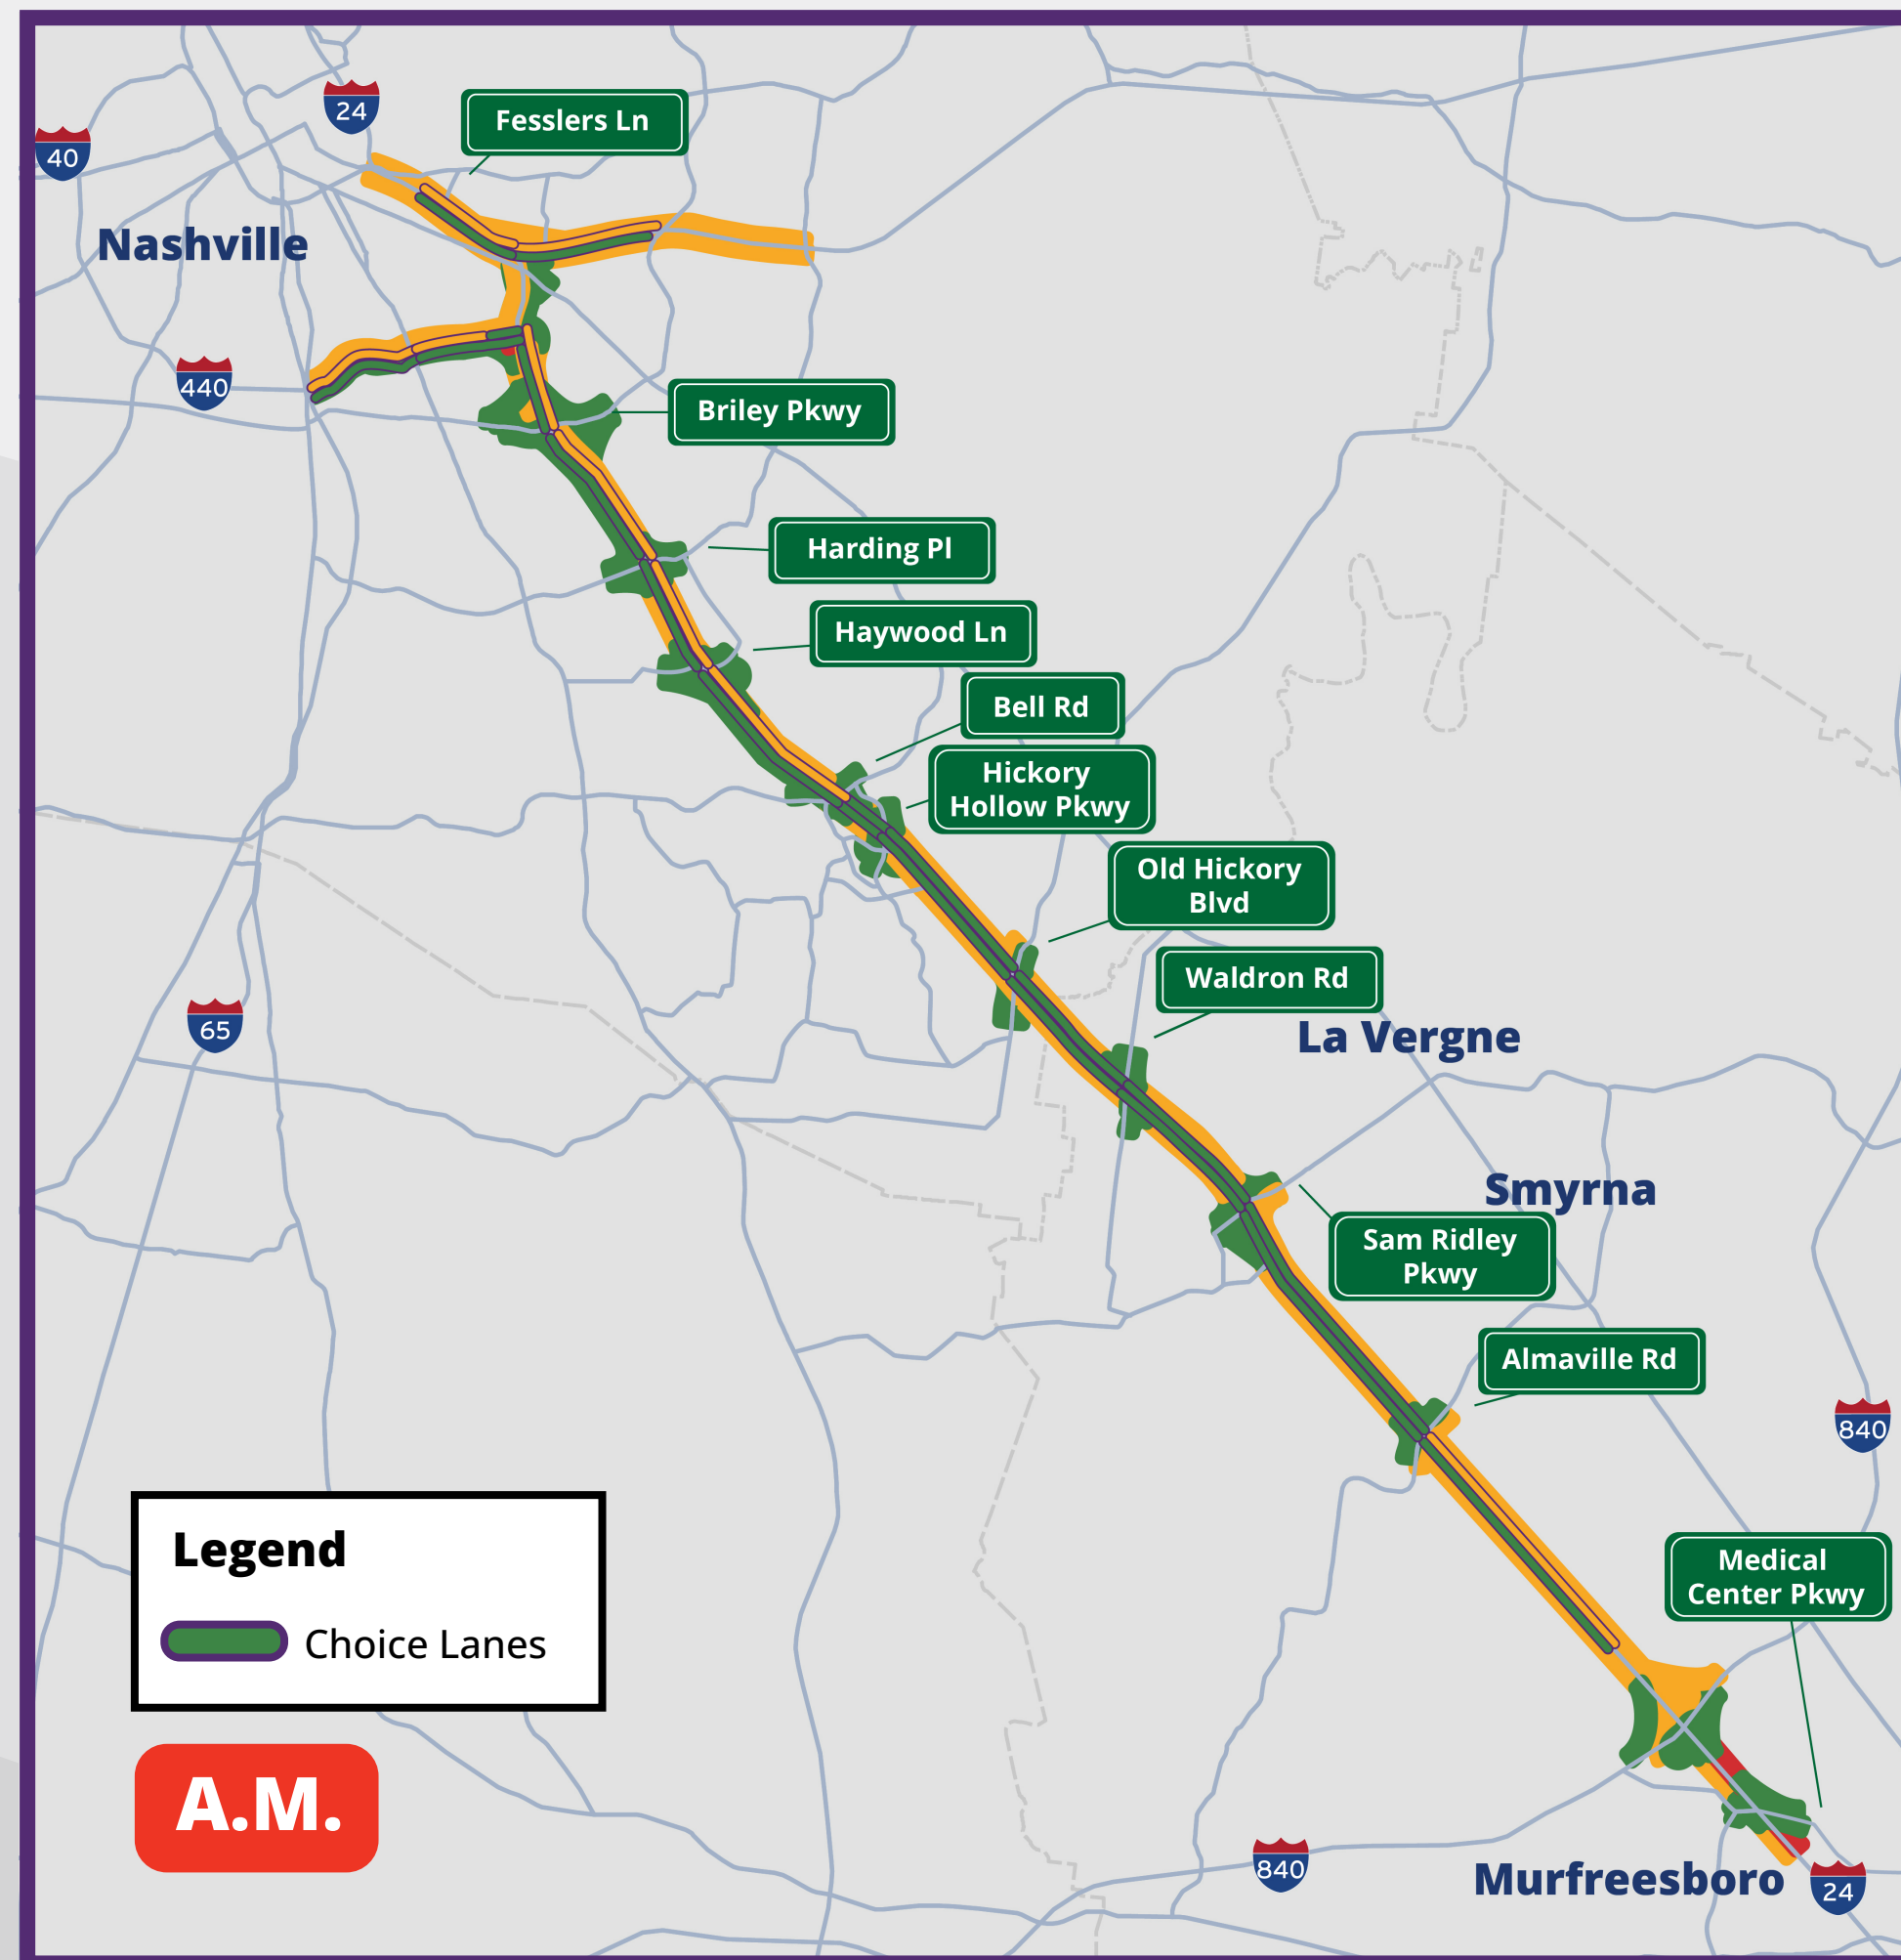 24
Fesslers Ln
40
Nashville
440
Briley Pkwy
Harding Pl
Haywood Ln
Bell Rd
Hickory
Hollow Pkwy
Old Hickory
Blvd
Waldron Rd
65
La Vergne
Smyrna
Sam Ridley
Pkwy
Almaville Rd
840
Legend
Choice Lanes
Medical
Center Pkwy
A.M.
840
Murfreesboro
24